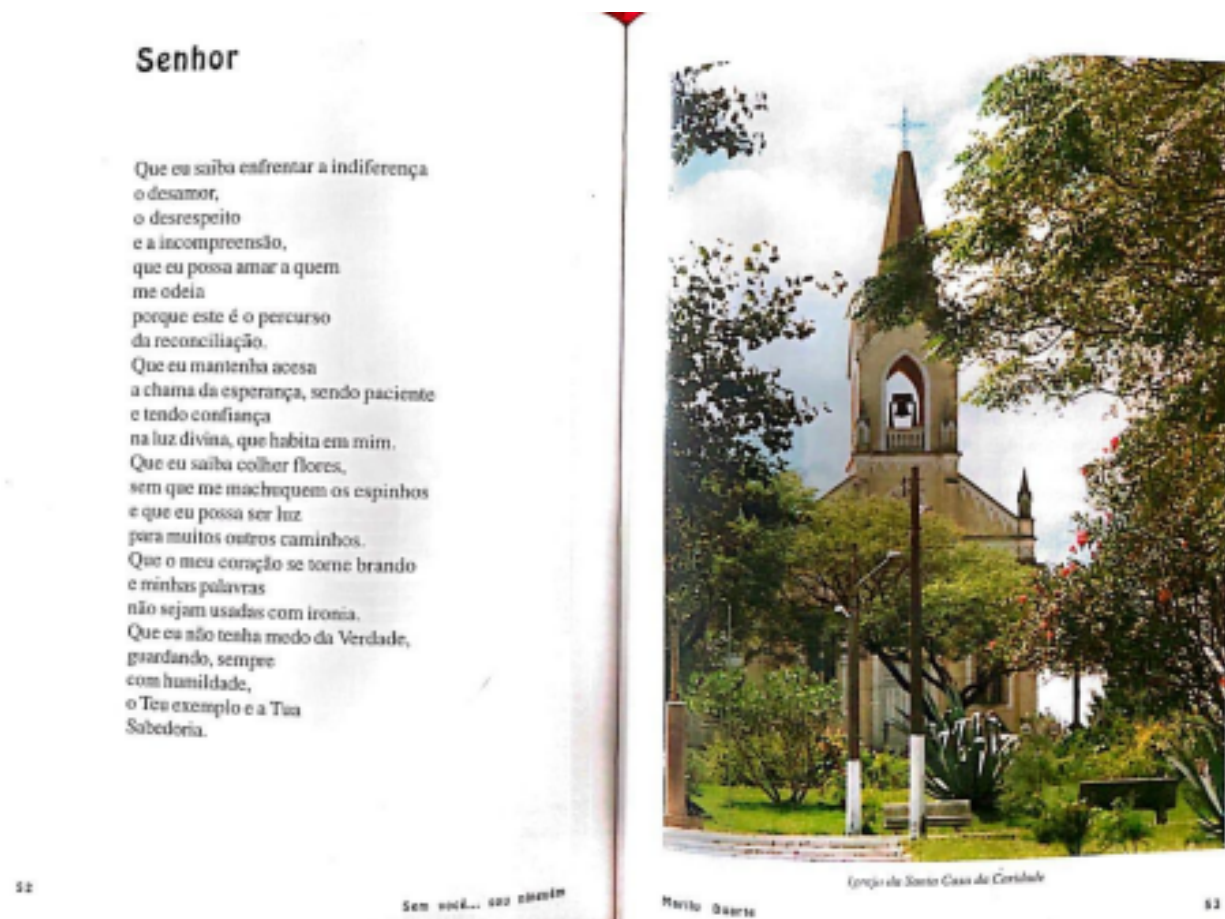 Senhor
Que eu saiba enfrentar a indiferença
o desamor,
o desrespeito
e a incompreensão,
que eu possa amar a quem
me odeia
porque este é o percurso
da reconciliação.
Que eu mantenha acesa
a chama da esperança, sendo paciente
e tendo confiança
na luz divina, que habita em mim.
Que eu saiba colher flores,
sem que me machuquem os espinhos
e que eu possa ser luz
para muitos outros caminhos.
Que o meu coração se torne brando
e minhas palavras
não sejam usadas com ironia.
Que eu não tenha medo da Verdade,
guardando, sempre
com humildade,
o Teu exemplo e a Tua
Sabedoria.
52
Sem você... sou ninguém
Igreja da Santa Casa da Caridade
Marilu Duarte
53